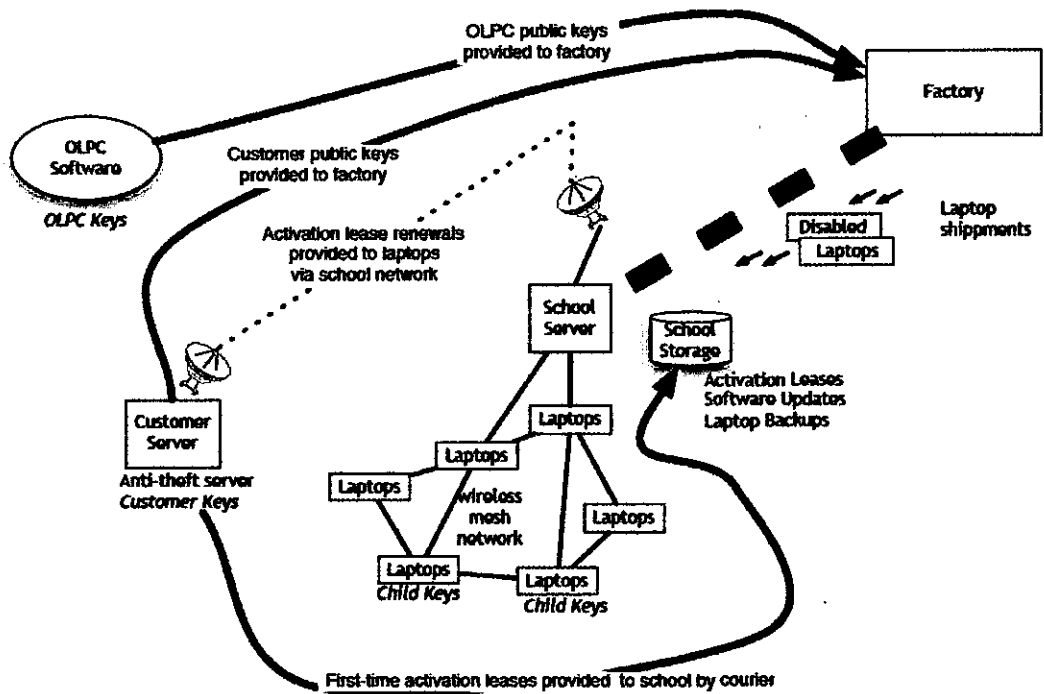 OLPC public keys
provided to factory
Factory
OLPC
Software
OLPC Keys
Customer public keys
provided to factory
Activation lease renewals
provided to laptops
via school network
Laptop
shippments
Disabled
Laptops
School
Server
School
Storage
Activation Leases
Software Updates
Laptop Backups
Customer
Server
Anti-theft server
Customer Keys
Laptops
Laptops
Laptops
wireless
mesh
network
Laptops
Laptops
Child Keys
Laptops
Child Keys
First-time activation leases provided to school by courier